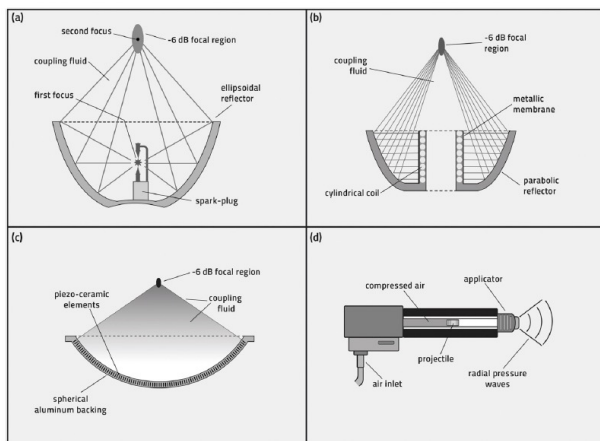 (a)
second focus
-6 dB focal region
coupling fluid
first focus
ellipsoidal
reflector
spark-plug
(b)
-6 dB focal
region
coupling
fluid
metallic
membrane
cylindrical coil
parabolic
reflector
(c)
-6 dB focal region
piezo-ceramic
elements
coupling
fluid
spherical
aluminum backing
(d)
compressed air
applicator
projectile
air inlet
radial pressure
waves